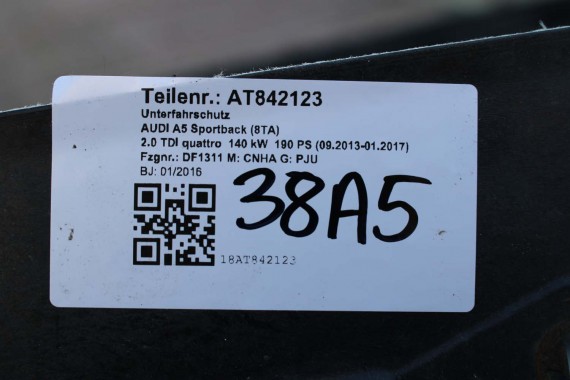 Teilenr.: AT842123
Unterfahrschutz
AUDI A5 Sportback (8TA)
2.0 TDI quattro 140 kW 190 PS (09.2013-01.2017)
Fzgnr.: DF1311 M: CNHA G: PJU
BJ: 01/2016
38A5
18AT842123